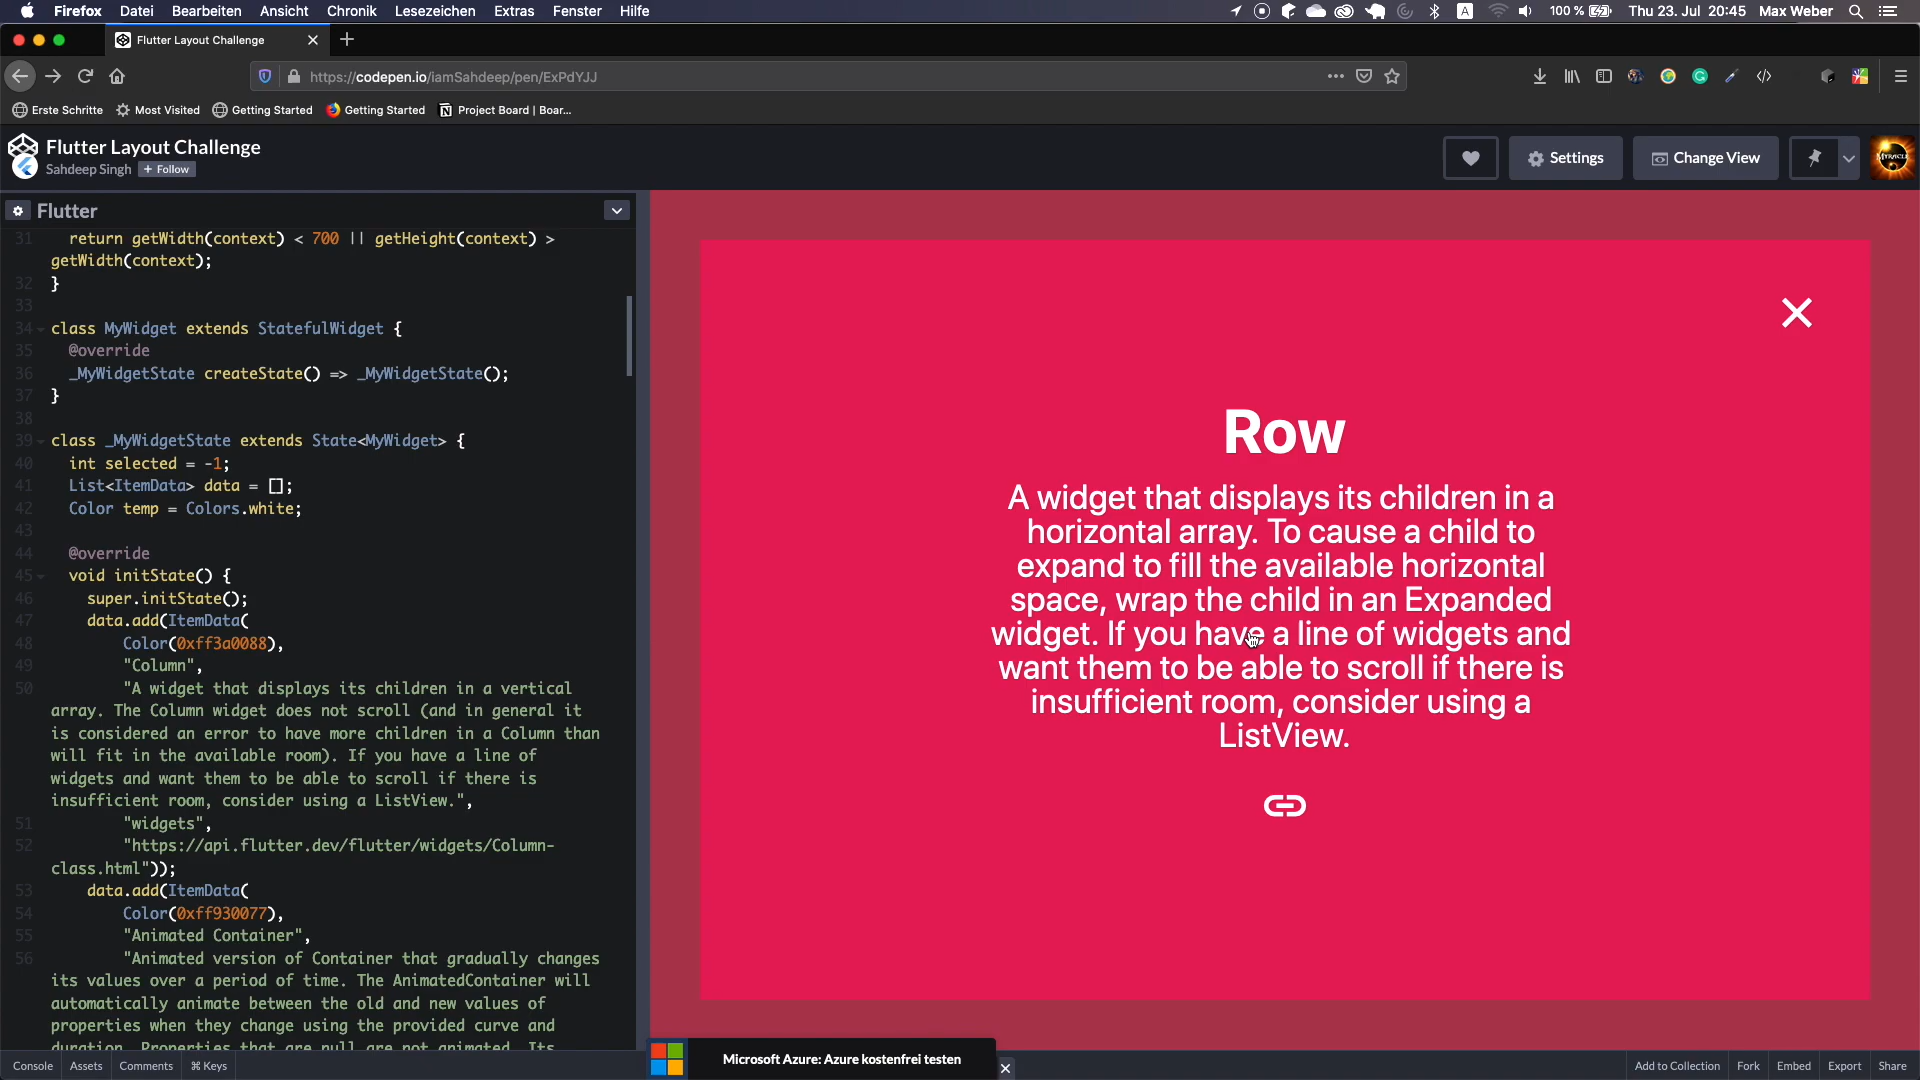 Firefox Datei Bearbeiten Ansicht Chronik Lesezeichen Extras Fenster Hilfe
100 % Thu 23. Jul 20:45 Max Weber
Flutter Layout Challenge
https://codepen.io/iamSahdeep/pen/ExPdYJJ
Erste Schritte Most Visited Getting Started Getting Started Project Board | Boar...
Flutter Layout Challenge
Sahdeep Singh + Follow
Settings Change View
Flutter
31 return getWidth(context) < 700 || getHeight(context) >
getWidth(context);
32 }
33
34 class MyWidget extends StatefulWidget {
35 @override
36 _MyWidgetState createState() => _MyWidgetState();
37 }
38
39 class _MyWidgetState extends State<MyWidget> {
40 int selected = -1;
41 List<ItemData> data = [];
42 Color temp = Colors.white;
43
44 @override
45 void initState() {
46 super.initState();
47 data.add(ItemData(
48 Color(0xff3a0088),
49 "Column",
50 "A widget that displays its children in a vertical
array. The Column widget does not scroll (and in general it
is considered an error to have more children in a Column than
will fit in the available room). If you have a line of
widgets and want them to be able to scroll if there is
insufficient room, consider using a ListView.",
51 "widgets",
52 "https://api.flutter.dev/flutter/widgets/Column-
class.html"));
53 data.add(ItemData(
54 Color(0xff930077),
55 "Animated Container",
56 "Animated version of Container that gradually changes
its values over a period of time. The AnimatedContainer will
automatically animate between the old and new values of
properties when they change using the provided curve and
duration. Properties that are null are not animated. Its
Row
A widget that displays its children in a
horizontal array. To cause a child to
expand to fill the available horizontal
space, wrap the child in an Expanded
widget. If you have a line of widgets and
want them to be able to scroll if there is
insufficient room, consider using a
ListView.
Console Assets Comments ⌘ Keys
Microsoft Azure: Azure kostenfrei testen
Add to Collection Fork Embed Export Share